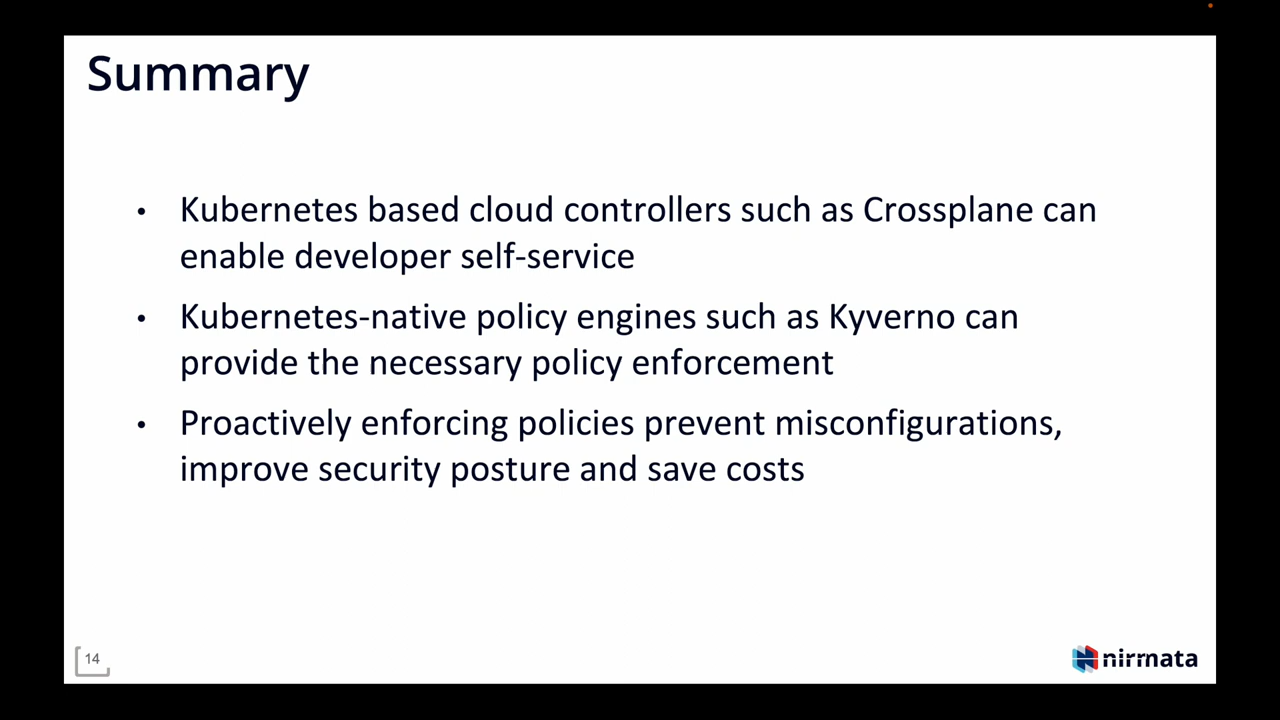 Summary
• Kubernetes based cloud controllers such as Crossplane can
enable developer self-service
• Kubernetes-native policy engines such as Kyverno can
provide the necessary policy enforcement
• Proactively enforcing policies prevent misconfigurations,
improve security posture and save costs
14
nirmata